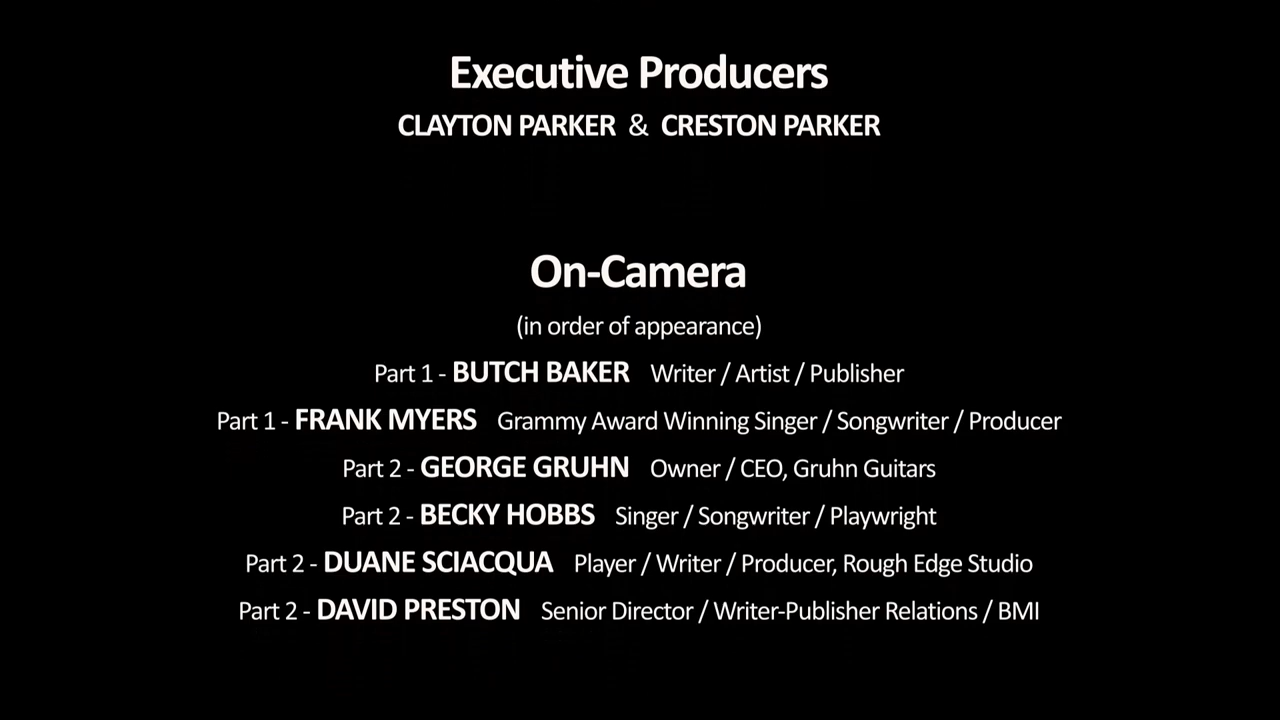 Executive Producers
CLAYTON PARKER & CRESTON PARKER
On-Camera
(in order of appearance)
Part 1 - BUTCH BAKER Writer / Artist / Publisher
Part 1 - FRANK MYERS Grammy Award Winning Singer / Songwriter / Producer
Part 2 - GEORGE GRUHN Owner / CEO, Gruhn Guitars
Part 2 - BECKY HOBBS Singer / Songwriter / Playwright
Part 2 - DUANE SCIACQUA Player / Writer / Producer, Rough Edge Studio
Part 2 - DAVID PRESTON Senior Director / Writer-Publisher Relations / BMI